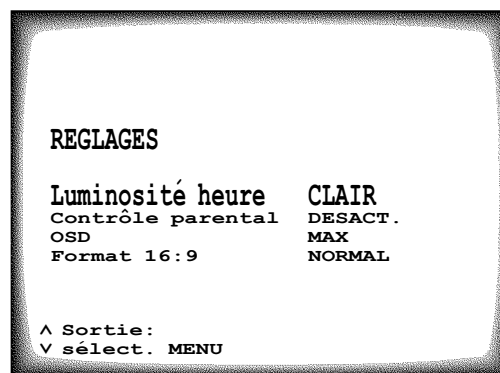 REGLAGES
Luminosité heure CLAIR
Contrôle parental DESACT.
OSD MAX
Format 16:9 NORMAL
∧ Sortie:
∨ sélect. MENU